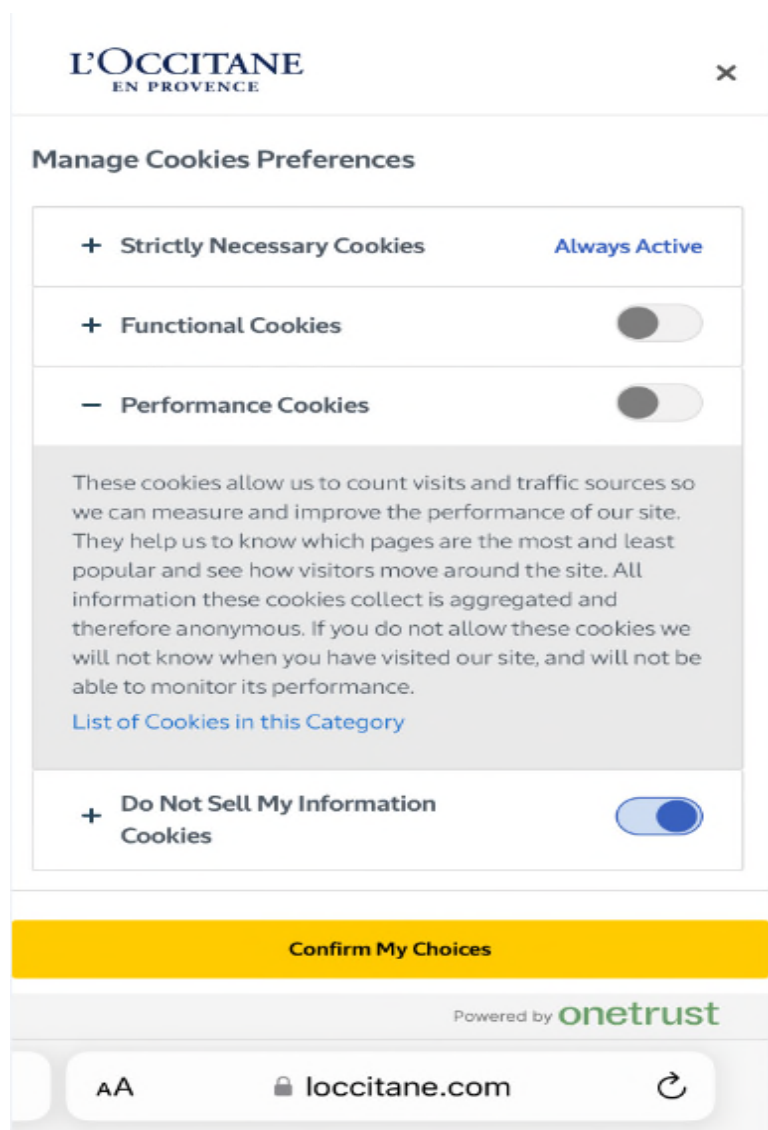 L'OCCITANE
EN PROVENCE
×
Manage Cookies Preferences
+ Strictly Necessary Cookies Always Active
+ Functional Cookies
− Performance Cookies
These cookies allow us to count visits and traffic sources so
we can measure and improve the performance of our site.
They help us to know which pages are the most and least
popular and see how visitors move around the site. All
information these cookies collect is aggregated and
therefore anonymous. If you do not allow these cookies we
will not know when you have visited our site, and will not be
able to monitor its performance.
List of Cookies in this Category
+ Do Not Sell My Information
Cookies
Confirm My Choices
Powered by onetrust
AA loccitane.com